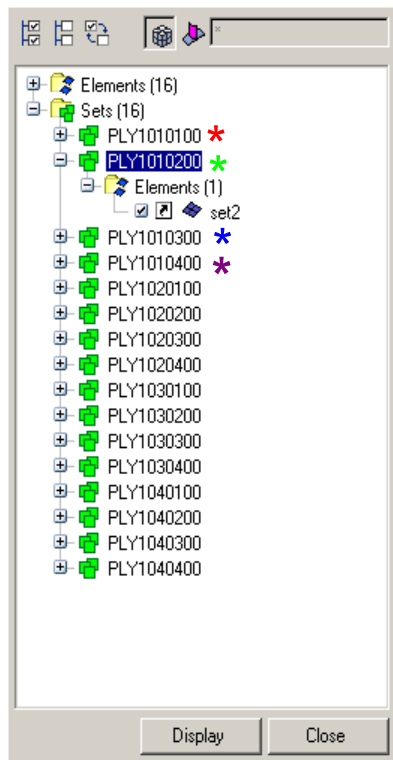 *
Elements (16)
Sets (16)
PLY1010100 *
PLY1010200 *
Elements (1)
set2
PLY1010300 *
PLY1010400 *
PLY1020100
PLY1020200
PLY1020300
PLY1020400
PLY1030100
PLY1030200
PLY1030300
PLY1030400
PLY1040100
PLY1040200
PLY1040300
PLY1040400
Display Close